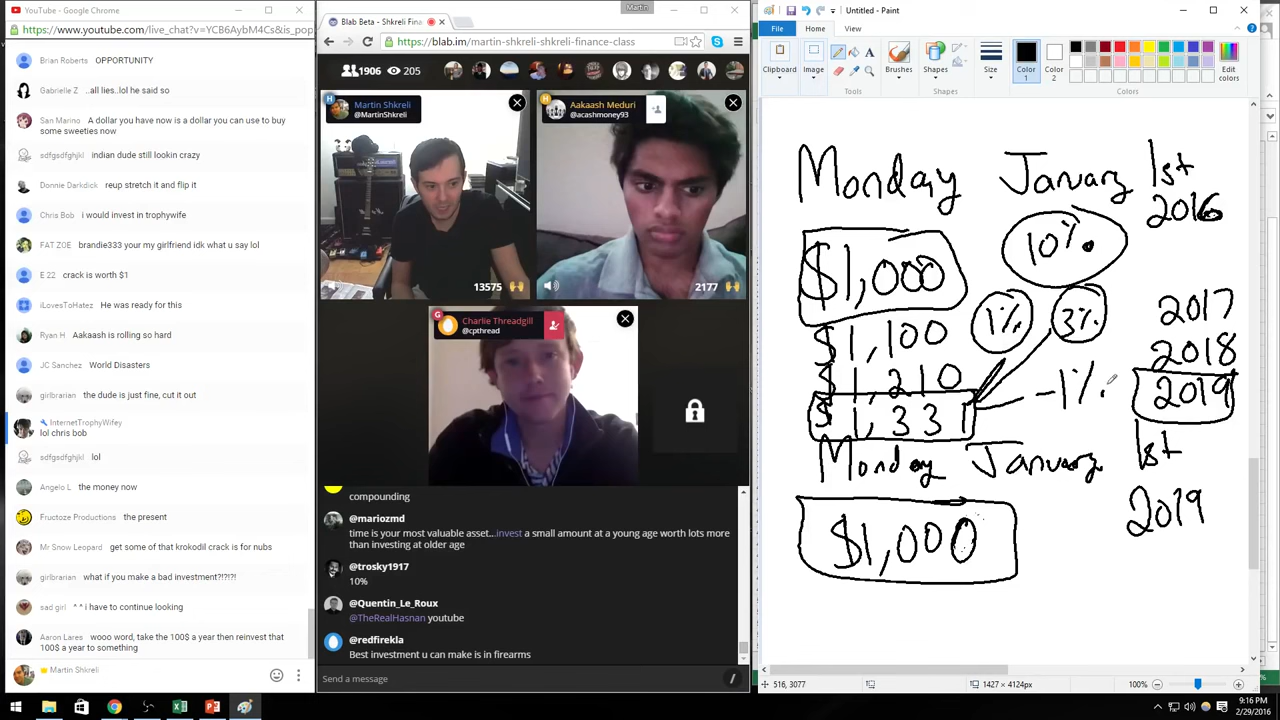 YouTube - Google Chrome
https://www.youtube.com/live_chat?v=YCB6AybM4Cs&is_pop
Brian Roberts OPPORTUNITY
Gabrielle Z ..all lies..lol he said so
San Marino A dollar you have now is a dollar you can use to buy
some sweeties now
sdfgsdfghjkl indian dude still lookin crazy
Donnie Darkdick reup stretch it and flip it
Chris Bob i would invest in trophywife
FAT ZOE brandie333 your my girlfriend idk what u say lol
E 22 crack is worth $1
iLovesToHatez He was ready for this
Ryan H Aakaash is rolling so hard
JC Sanchez World Disasters
girlbrarian the dude is just fine, cut it out
InternetTrophyWifey
lol chris bob
sdfgsdfghjkl lol
Angelo L the money now
Fructoze Productions the present
Mr Snow Leopard get some of that krokodil crack is for nubs
girlbrarian what if you make a bad investment?!?!?!
sad girl ^ ^ i have to continue looking
Aaron Lares wooo word, take the 100$ a year then reinvest that
100$ a year to something
Martin Shkreli
Martin
Blab Beta - Shkreli Fina
https://blab.im/martin-shkreli-shkreli-finance-class
1906 205
H Martin Shkreli
@MartinShkreli
13575
H Aakaash Meduri
@acashmoney93
2177
G Charlie Threadgill
@cpthread
compounding
@mariozmd
time is your most valuable asset...invest a small amount at a young age worth lots more
than investing at older age
@trosky1917
10%
@Quentin_Le_Roux
@TheRealHasnan youtube
@redfirekla
Best investment u can make is in firearms
Send a message /
Untitled - Paint
File Home View
Clipboard Image Brushes Shapes Size Color 1 Color 2 Edit colors
Tools Shapes Colors
Monday January 1st
2016
$1,000 10%
$1,100 1% 3% 2017
$1,210 2018
$1,331 -1% 2019
Monday January 1st
2019
$1,000
516, 3077 1427 × 4124px 100%
9:16 PM
2/29/2016